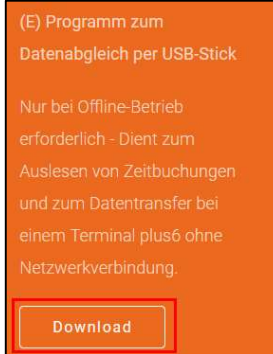 (E) Programm zum
Datenabgleich per USB-Stick
Nur bei Offline-Betrieb
erforderlich - Dient zum
Auslesen von Zeitbuchungen
und zum Datentransfer bei
einem Terminal plus6 ohne
Netzwerkverbindung.
Download